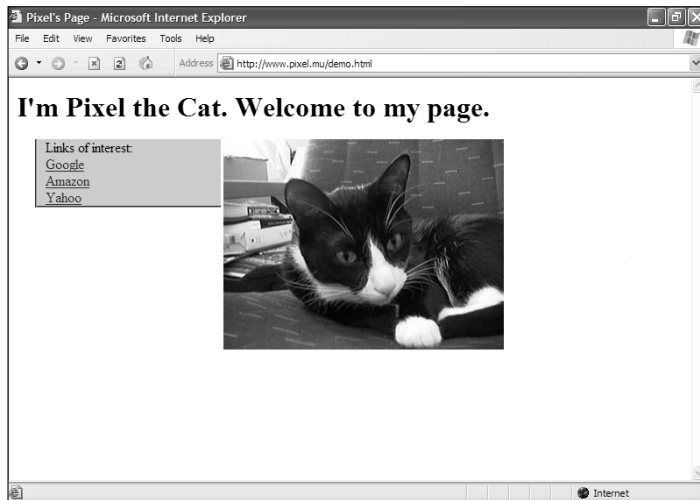 Pixel's Page - Microsoft Internet Explorer
File Edit View Favorites Tools Help
Address http://www.pixel.mu/demo.html
I'm Pixel the Cat. Welcome to my page.
Links of interest:
Google
Amazon
Yahoo
Internet